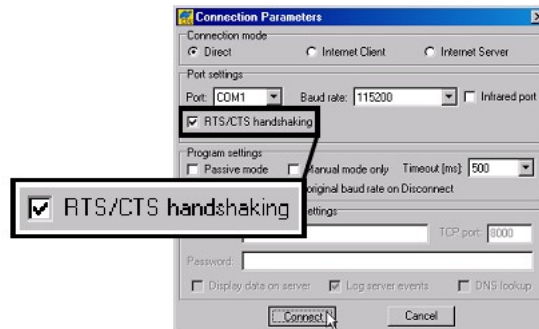 Connection Parameters
Connection mode
Direct Internet Client Internet Server
Port settings
Port: COM1 Baud rate: 115200 Infrared port
RTS/CTS handshaking
Program settings
Passive mode Manual mode only Timeout [ms]: 500
original baud rate on Disconnect
RTS/CTS handshaking
TCP port: 8000
Password:
Display data on server Log server events DNS lookup
Connect Cancel